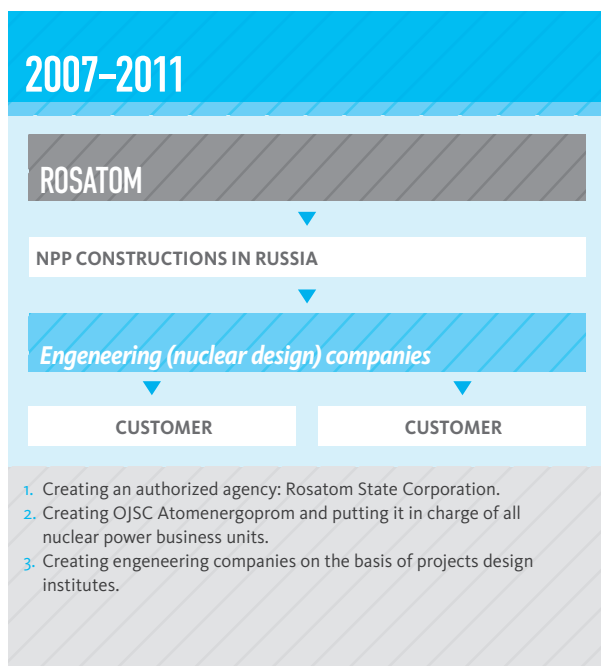 2007–2011
ROSATOM
NPP CONSTRUCTIONS IN RUSSIA
Engeneering (nuclear design) companies
CUSTOMER
CUSTOMER
1. Creating an authorized agency: Rosatom State Corporation.
2. Creating OJSC Atomenergoprom and putting it in charge of all
nuclear power business units.
3. Creating engeneering companies on the basis of projects design
institutes.